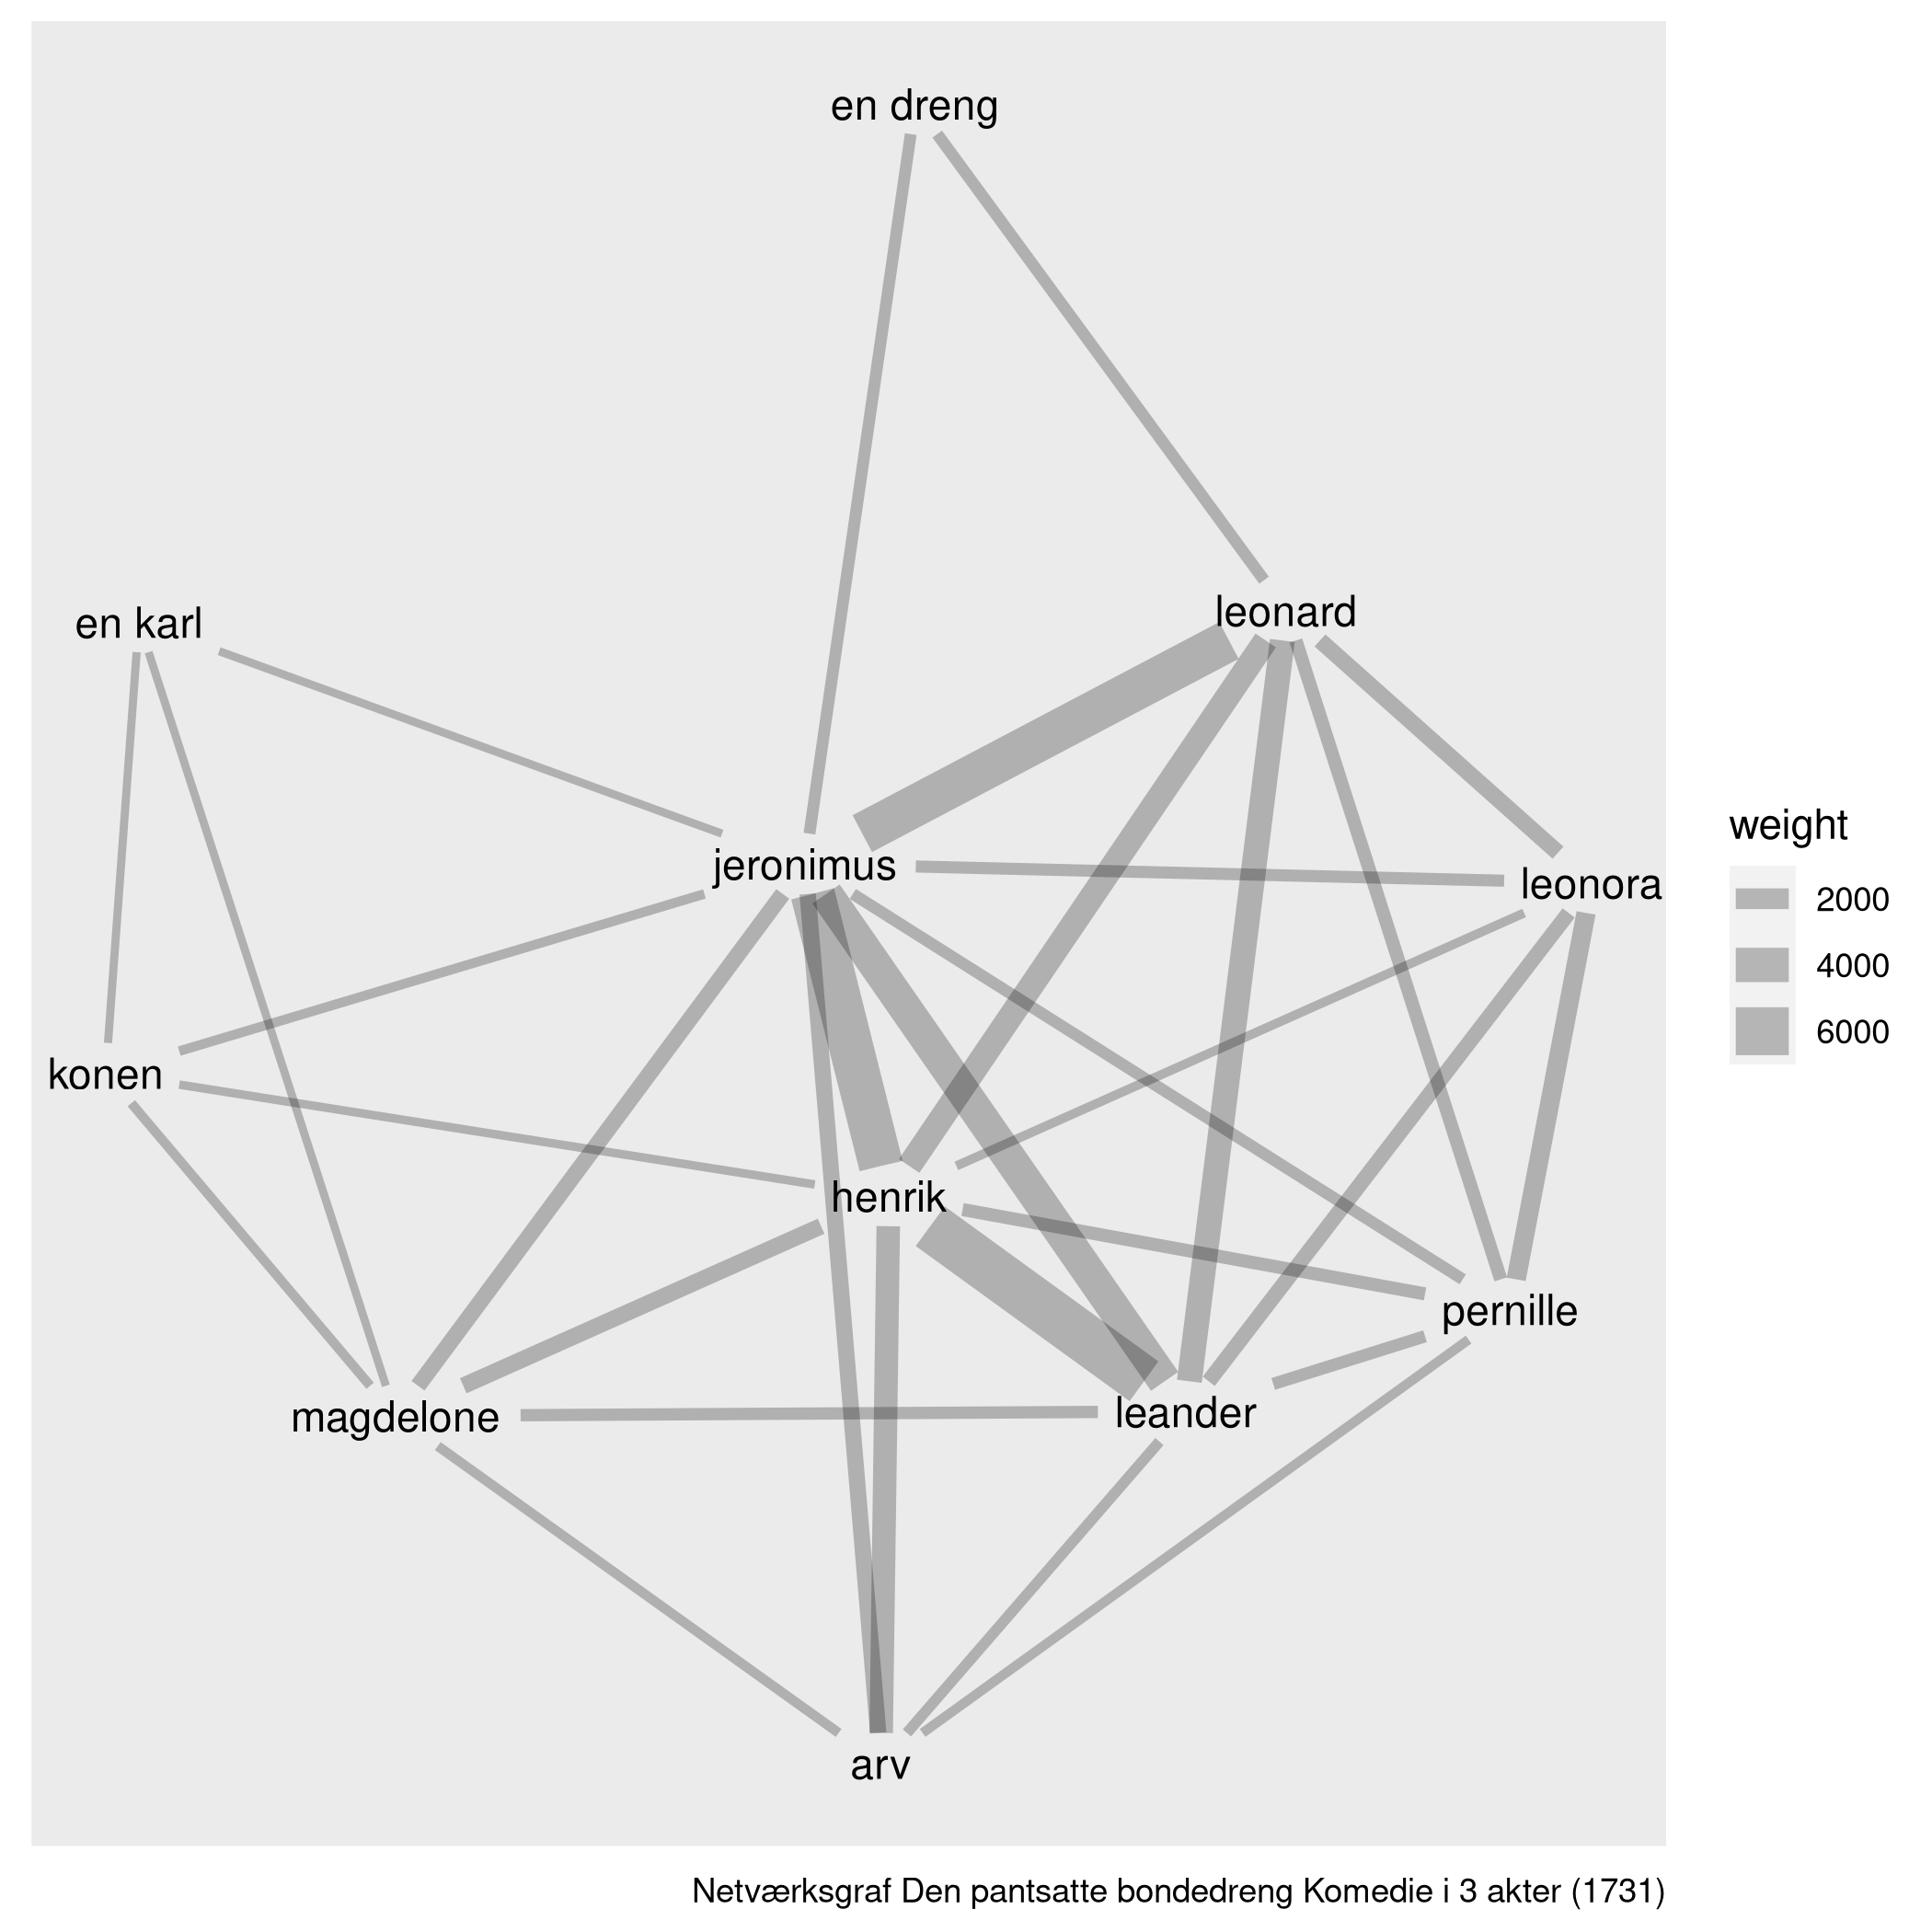 en dreng
leonard
en karl
jeronimus
leonora
konen
henrik
pernille
magdelone
leander
arv
weight
2000
4000
6000
Netværksgraf Den pantsatte bondedreng Komedie i 3 akter (1731)